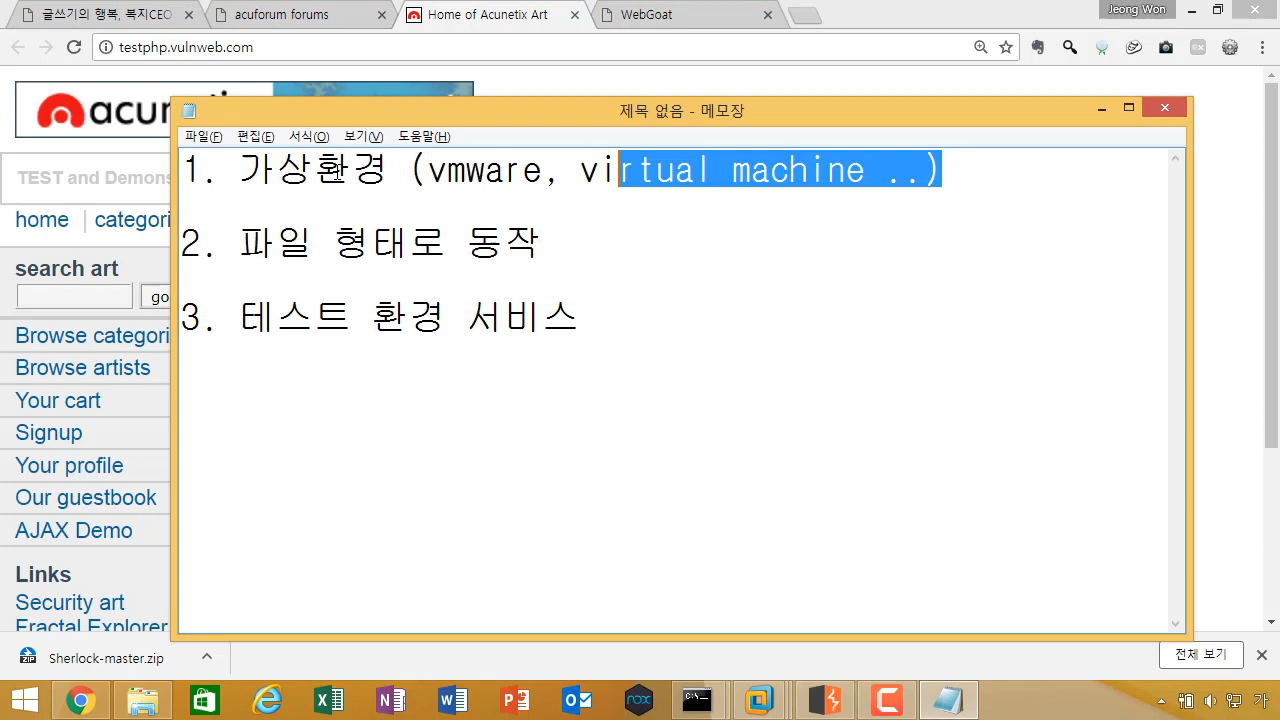 글쓰기의 행복, 복지CEO
acuforum forums
Home of Acunetix Art
WebGoat
Jeong Won
testphp.vulnweb.com
acu
제목 없음 - 메모장
파일(F) 편집(E) 서식(O) 보기(V) 도움말(H)
1. 가상환경 (vmware, virtual machine ..)
2. 파일 형태로 동작
3. 테스트 환경 서비스
TEST and Demons
home categori
search art
go
Browse categori
Browse artists
Your cart
Signup
Your profile
Our guestbook
AJAX Demo
Links
Security art
Fractal Explorer
Sherlock-master.zip
전체 보기
nox
가